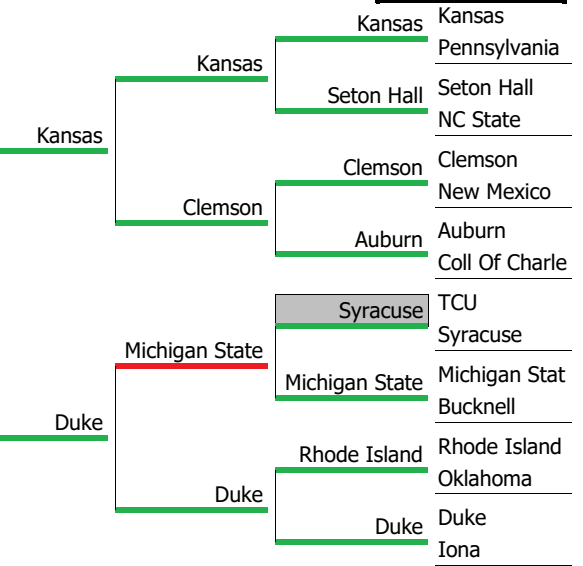 Kansas
Kansas
Pennsylvania
Kansas
Seton Hall
Seton Hall
NC State
Kansas
Clemson
Clemson
New Mexico
Clemson
Auburn
Auburn
Coll Of Charle
Syracuse
TCU
Syracuse
Michigan State
Michigan State
Michigan Stat
Bucknell
Duke
Rhode Island
Rhode Island
Oklahoma
Duke
Duke
Duke
Iona